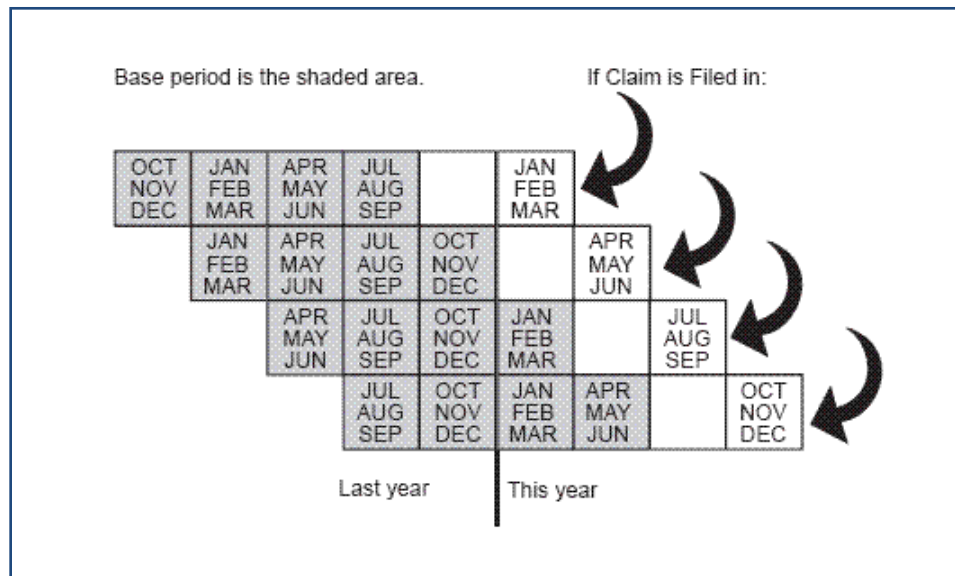 Base period is the shaded area.
If Claim is Filed in:
OCT JAN APR JUL JAN
NOV FEB MAY AUG FEB
DEC MAR JUN SEP MAR
JAN APR JUL OCT APR
FEB MAY AUG NOV MAY
MAR JUN SEP DEC JUN
APR JUL OCT JAN JUL
MAY AUG NOV FEB AUG
JUN SEP DEC MAR SEP
JUL OCT JAN APR OCT
AUG NOV FEB MAY NOV
SEP DEC MAR JUN DEC
Last year
This year